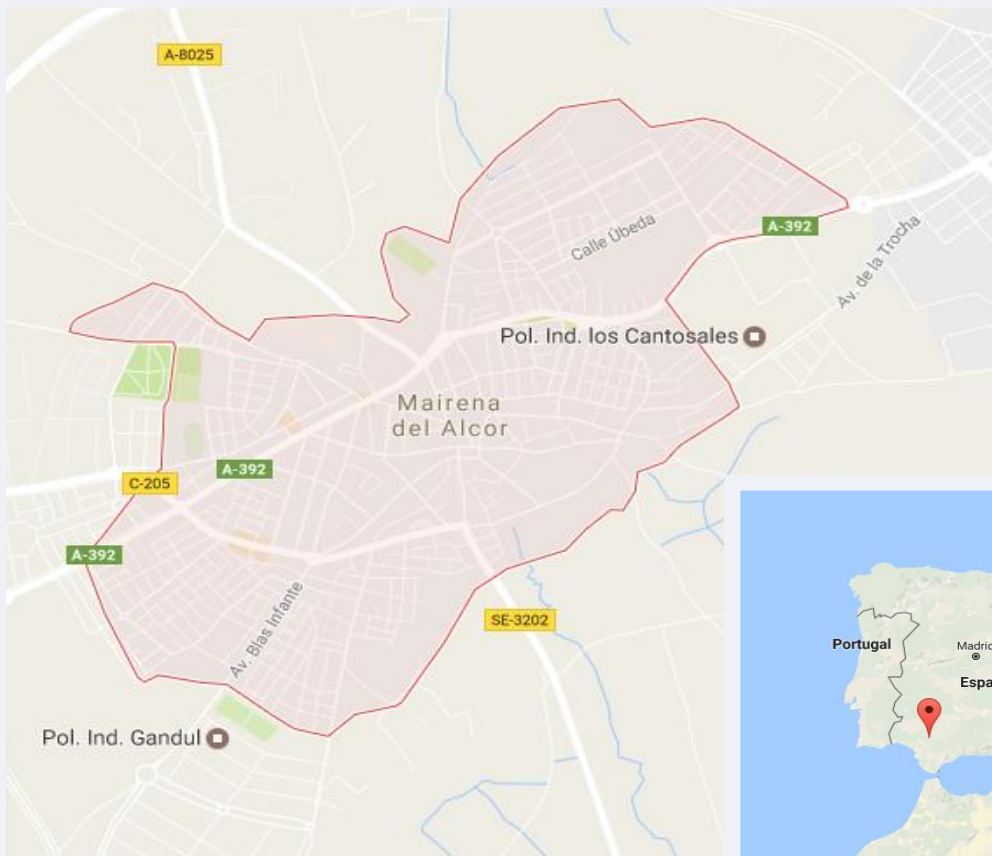 A-8025
Calle Úbeda
A-392
Av. de la Trocha
Pol. Ind. los Cantosales
Mairena
del Alcor
A-392
C-205
A-392
Av. Blas Infante
SE-3202
Pol. Ind. Gandul
Portugal
Madrid
Espa